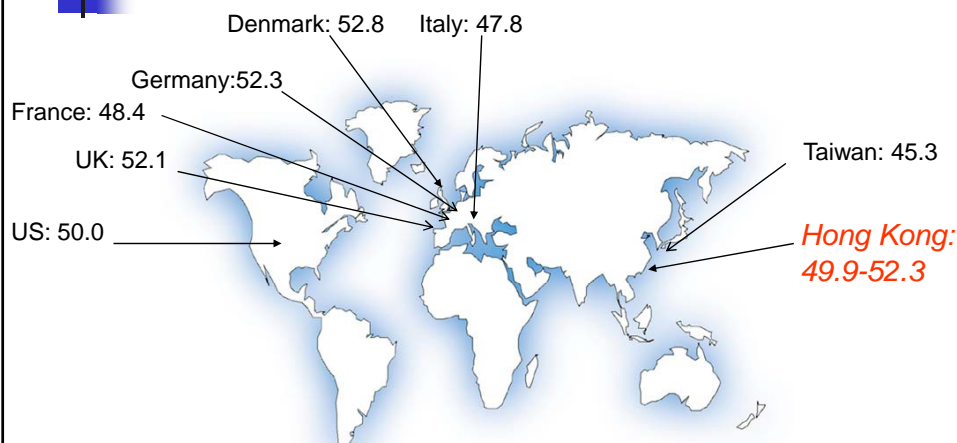 Denmark: 52.8
Italy: 47.8
Germany:52.3
France: 48.4
UK: 52.1
Taiwan: 45.3
US: 50.0
Hong Kong:
49.9-52.3